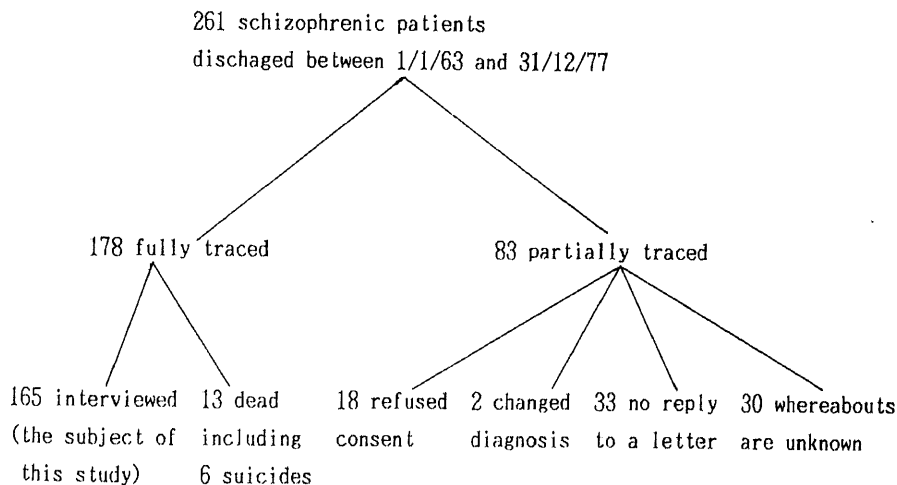 261 schizophrenic patients
dischaged between 1/1/63 and 31/12/77
178 fully traced
83 partially traced
165 interviewed
(the subject of
this study)
13 dead
including
6 suicides
18 refused
consent
2 changed
diagnosis
33 no reply
to a letter
30 whereabouts
are unknown